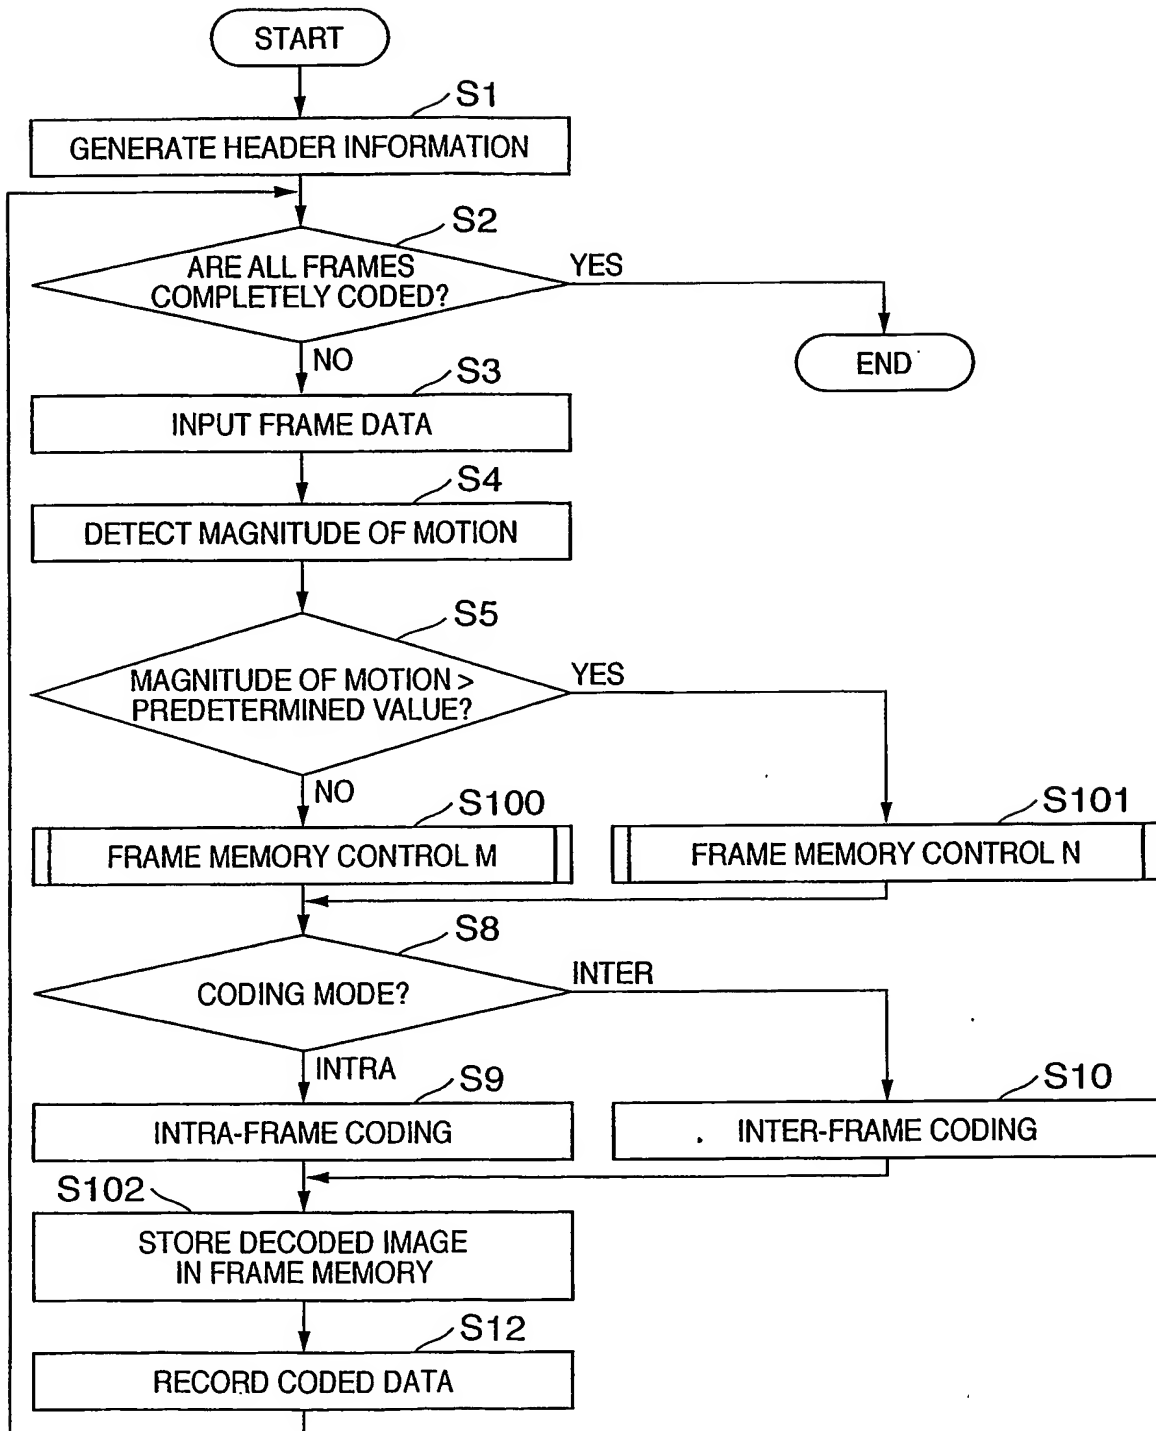 START
S1
GENERATE HEADER INFORMATION
S2
ARE ALL FRAMES
COMPLETELY CODED?
YES
END
NO
S3
INPUT FRAME DATA
S4
DETECT MAGNITUDE OF MOTION
S5
MAGNITUDE OF MOTION >
PREDETERMINED VALUE?
YES
NO
S100
FRAME MEMORY CONTROL M
S101
FRAME MEMORY CONTROL N
S8
CODING MODE?
INTER
INTRA
S9
INTRA-FRAME CODING
S10
INTER-FRAME CODING
S102
STORE DECODED IMAGE
IN FRAME MEMORY
S12
RECORD CODED DATA